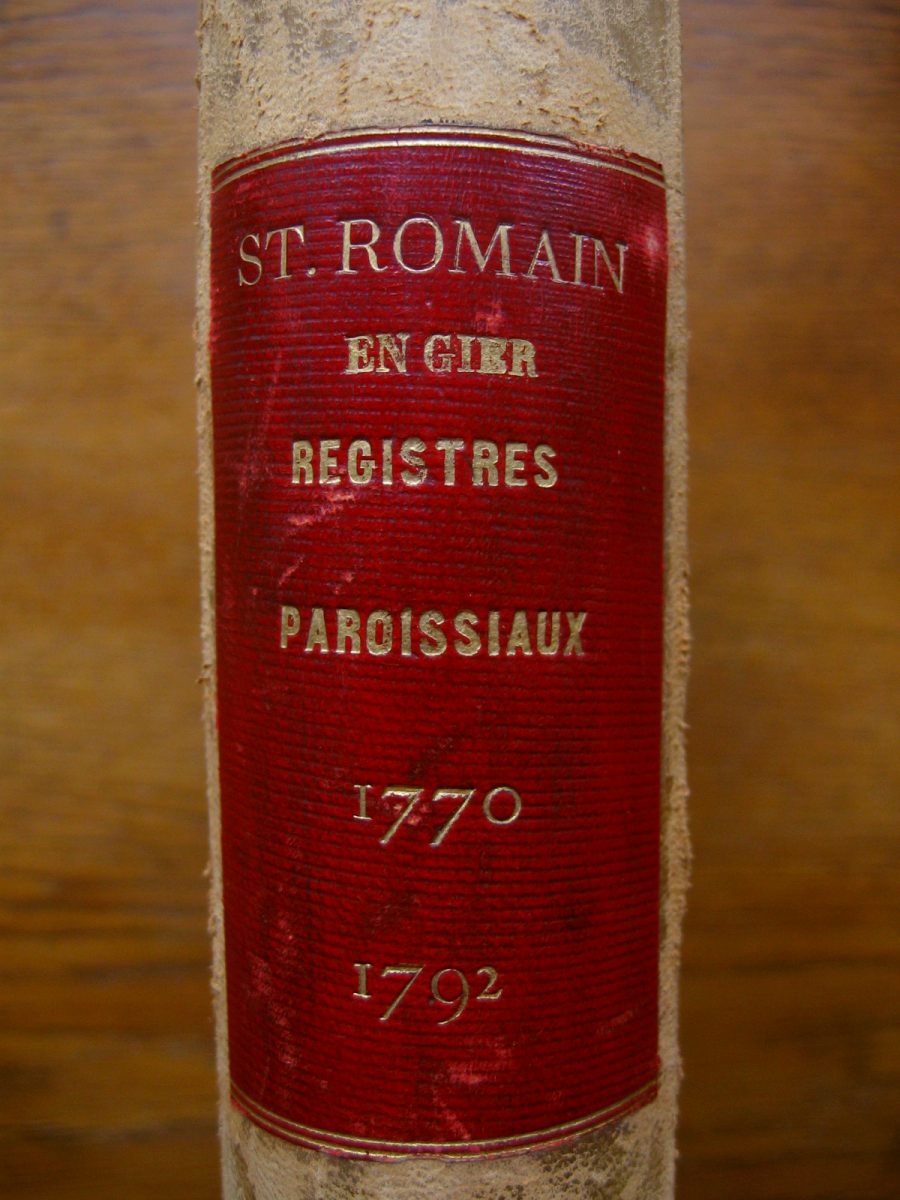 ST. ROMAIN
EN GIER
REGISTRES
PAROISSIAUX
1770
1792